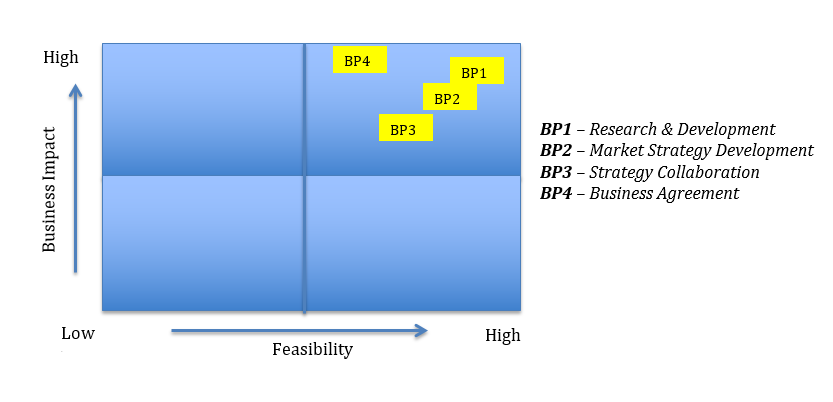 High
BP4
BP1
BP2
BP3
Business Impact
BP1 – Research & Development
BP2 – Market Strategy Development
BP3 – Strategy Collaboration
BP4 – Business Agreement
Low
High
Feasibility